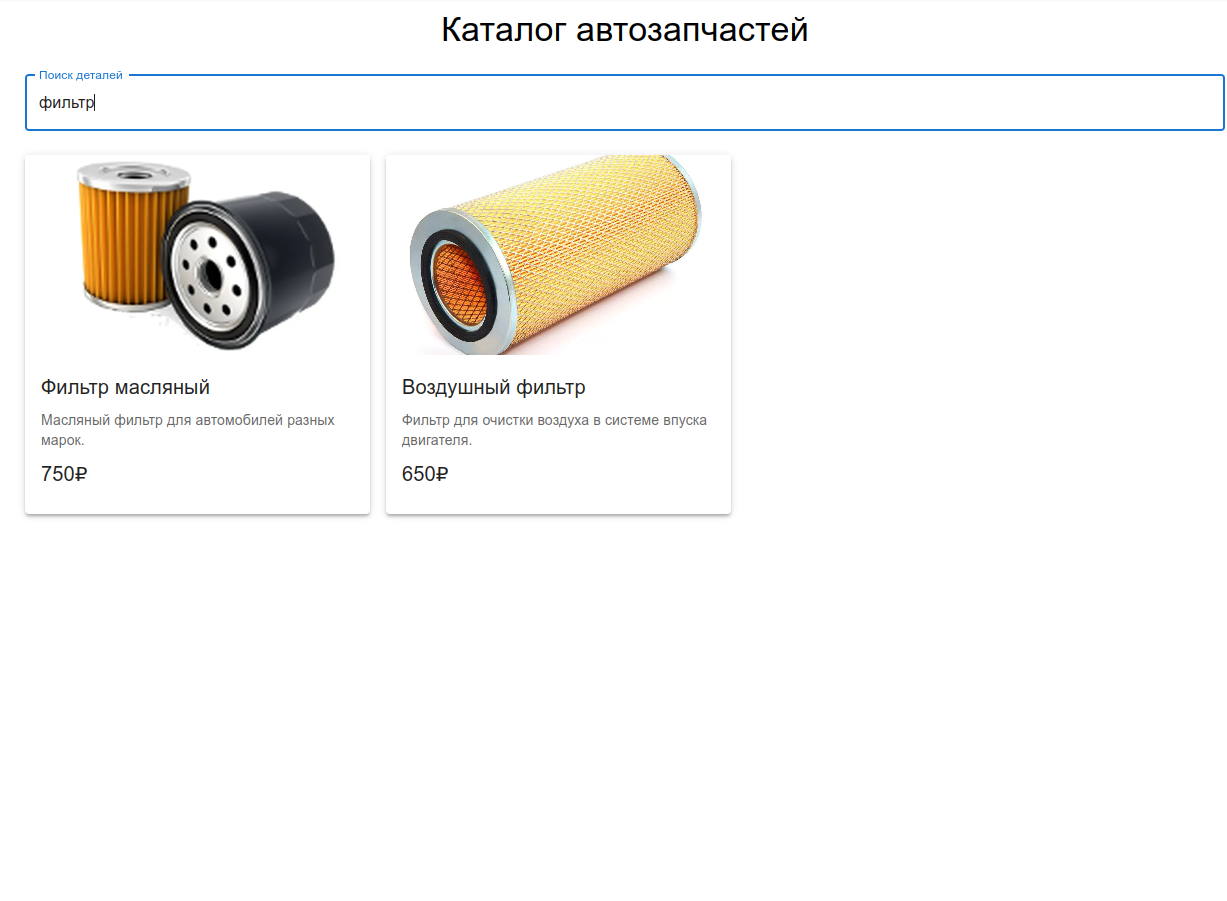 Каталог автозапчастей
Поиск деталей
фильтр
Фильтр масляный
Масляный фильтр для автомобилей разных
марок.
750₽
Воздушный фильтр
Фильтр для очистки воздуха в системе впуска
двигателя.
650₽